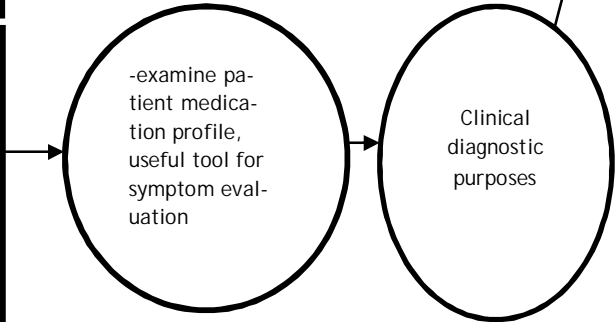 -examine pa-
tient medica-
tion profile,
useful tool for
symptom eval-
uation
Clinical
diagnostic
purposes